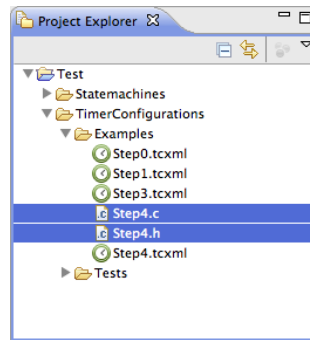 Project Explorer
Test
Statemachines
TimerConfigurations
Examples
Step0.tcxml
Step1.tcxml
Step3.tcxml
.c Step4.c
.c Step4.h
Step4.tcxml
Tests